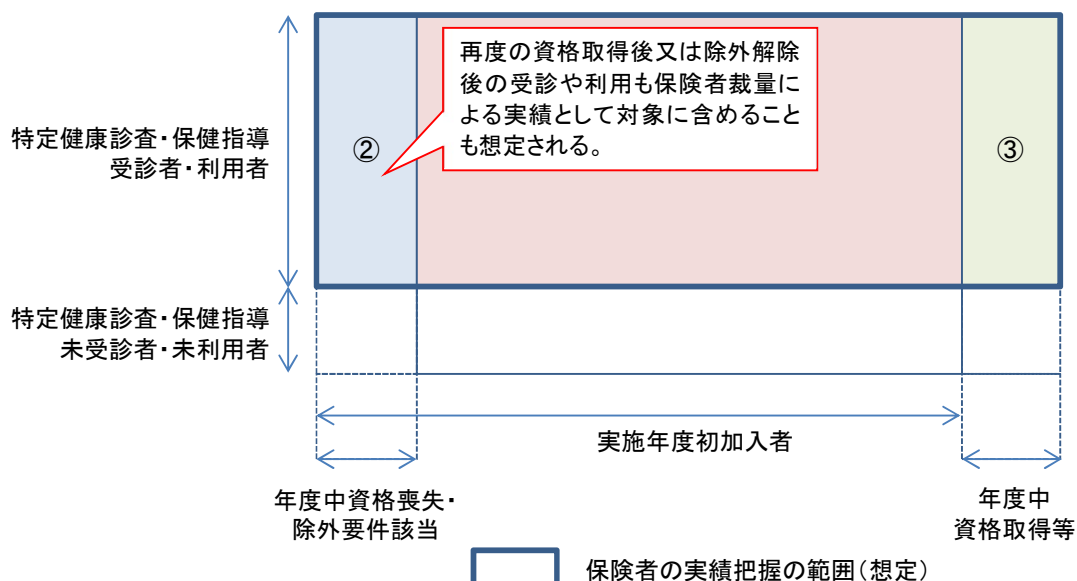 再度の資格取得後又は除外解除
後の受診や利用も保険者裁量に
よる実績として対象に含めること
も想定される。
特定健康診査・保健指導
受診者・利用者
②
③
特定健康診査・保健指導
未受診者・未利用者
実施年度初加入者
年度中資格喪失・
除外要件該当
年度中
資格取得等
保険者の実績把握の範囲(想定)